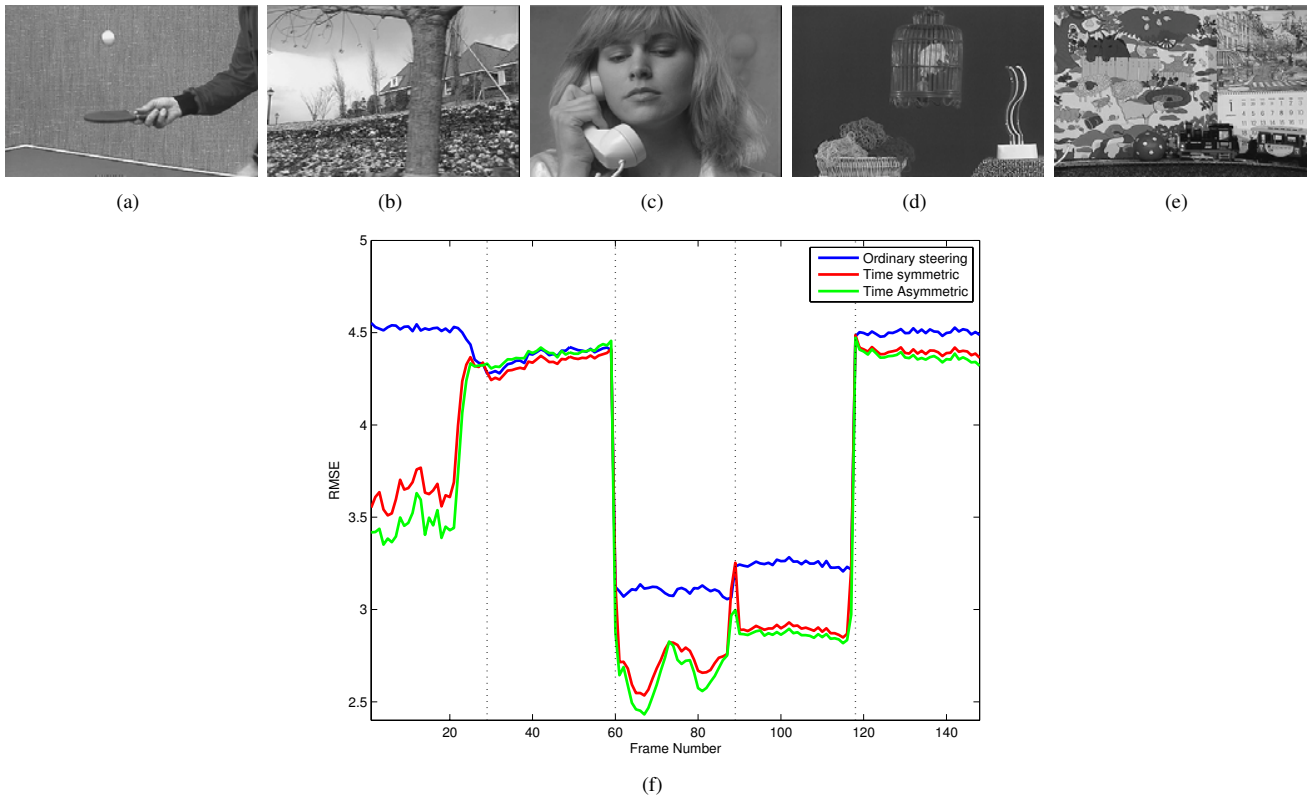 (a) (b) (c) (d) (e)
5
4.5
4
3.5
3
2.5
RMSE
Ordinary steering
Time symmetric
Time Asymmetric
20 40 60 80 100 120 140
Frame Number
(f)